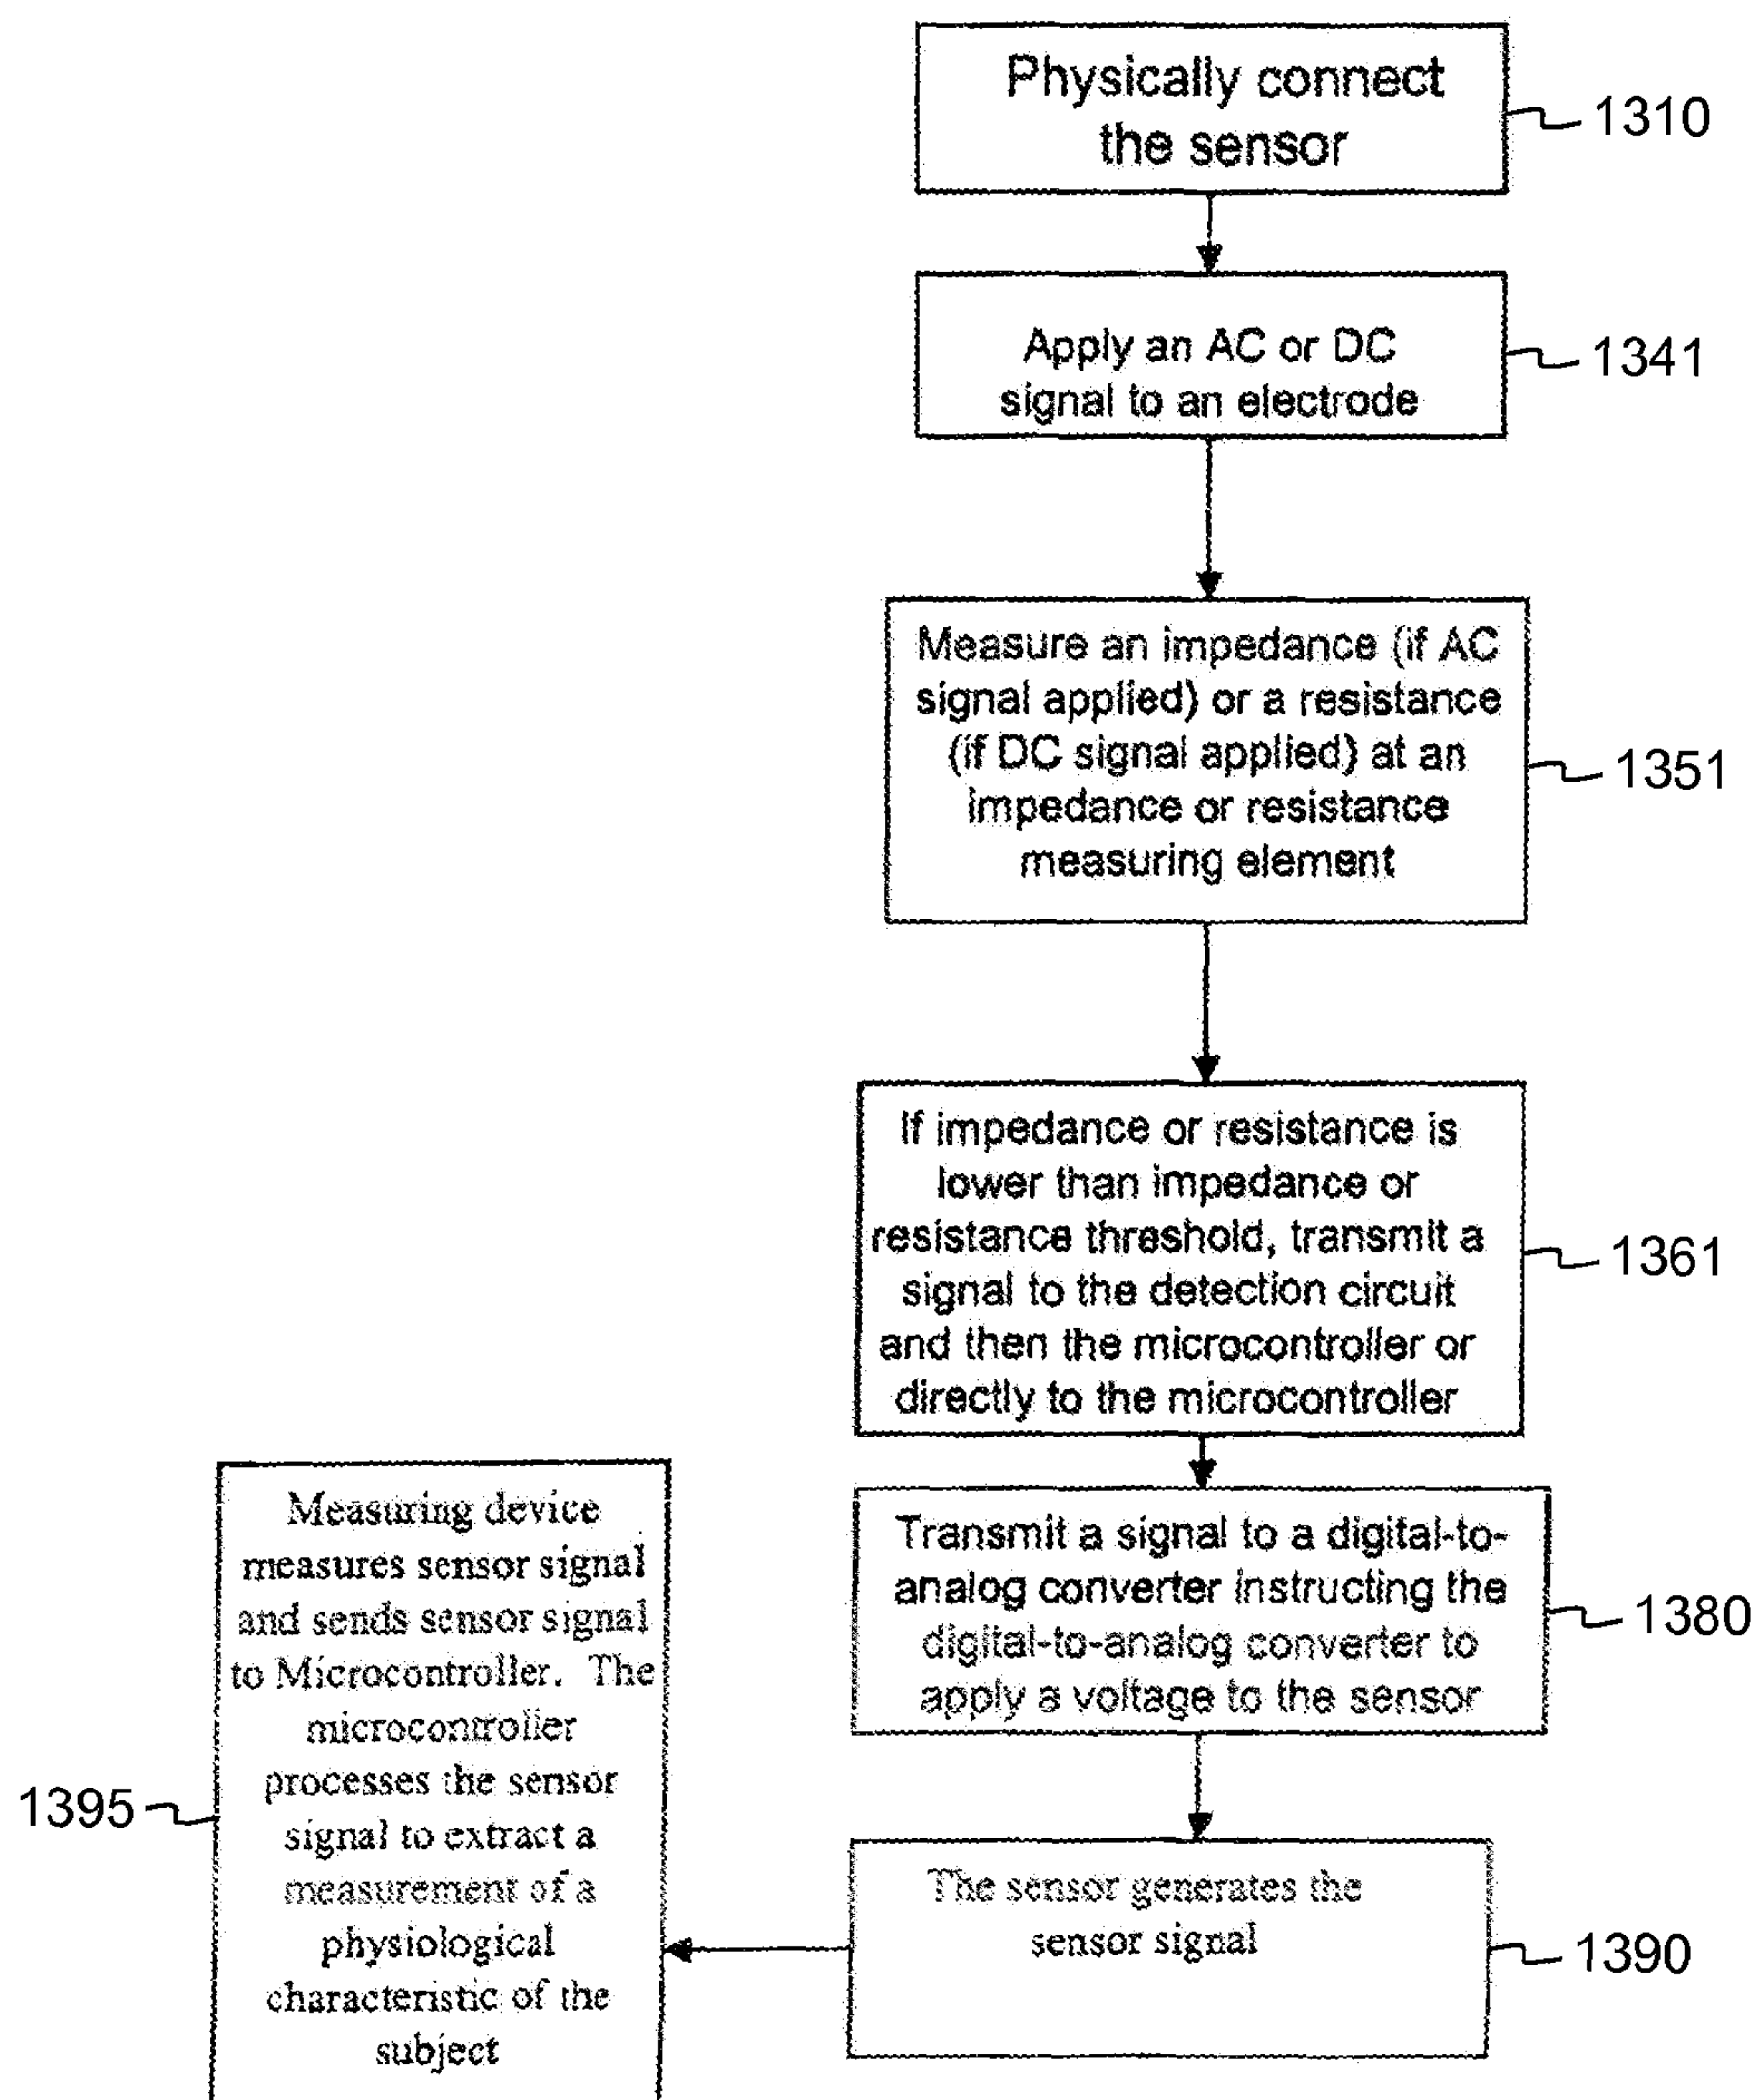 Physically connect
the sensor
1310
Apply an AC or DC
signal to an electrode
1341
Measure an impedance (if AC
signal applied) or a resistance
(if DC signal applied) at an
impedance or resistance
measuring element
1351
If impedance or resistance is
lower than impedance or
resistance threshold, transmit a
signal to the detection circuit
and then the microcontroller or
directly to the microcontroller
1361
Transmit a signal to a digital-to-
analog converter instructing the
digital-to-analog converter to
apply a voltage to the sensor
1380
The sensor generates the
sensor signal
1390
Measuring device
measures sensor signal
and sends sensor signal
to Microcontroller. The
microcontroller
processes the sensor
signal to extract a
measurement of a
physiological
characteristic of the
subject
1395